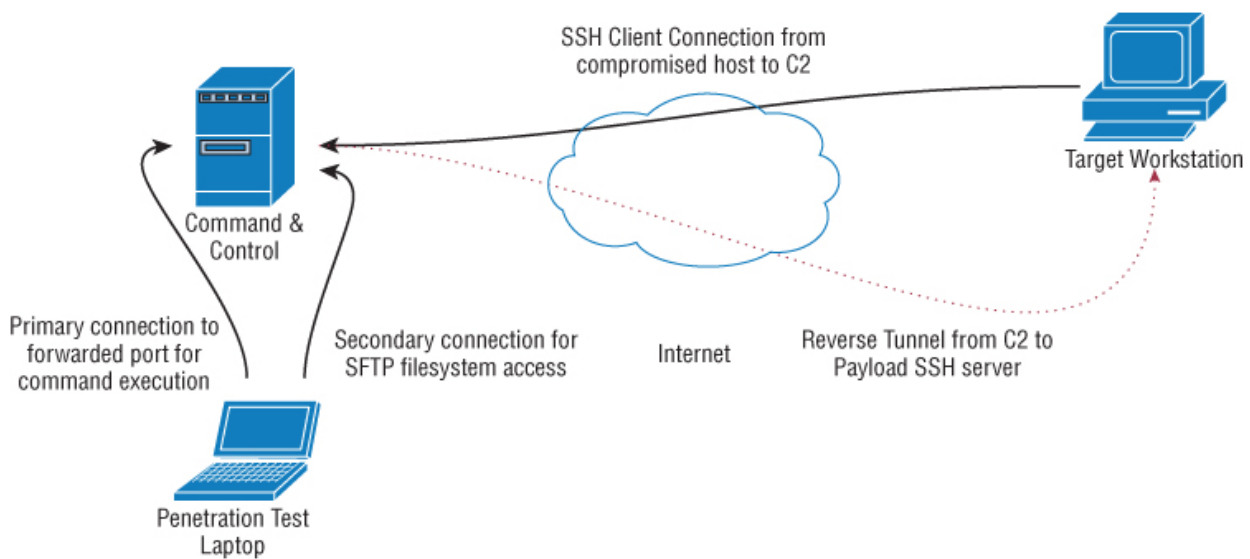 SSH Client Connection from
compromised host to C2
Target Workstation
Command &
Control
Primary connection to
forwarded port for
command execution
Secondary connection for
SFTP filesystem access
Internet
Reverse Tunnel from C2 to
Payload SSH server
Penetration Test
Laptop